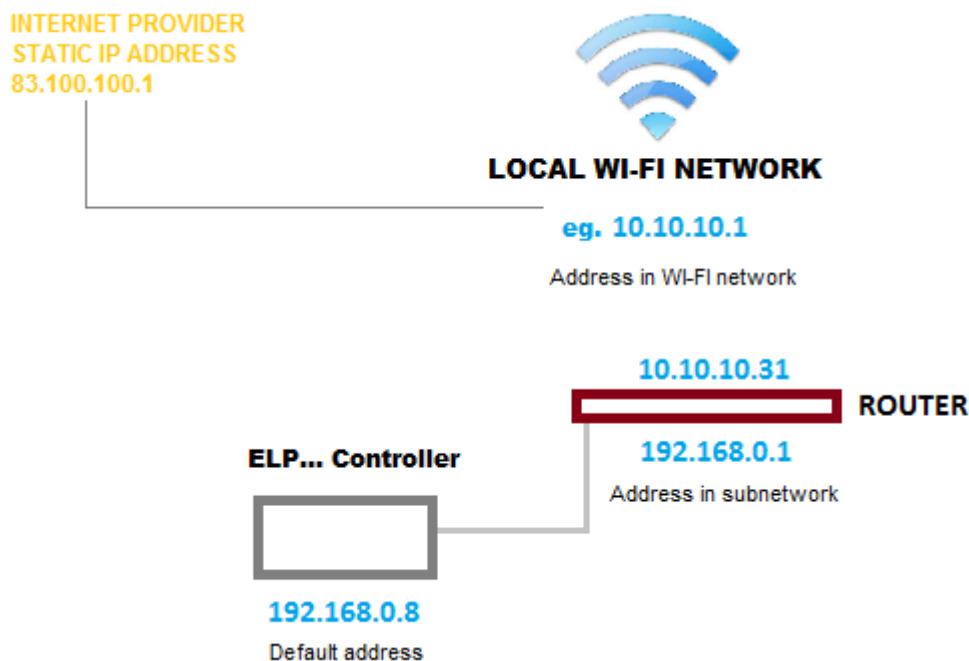 INTERNET PROVIDER
STATIC IP ADDRESS
83.100.100.1
LOCAL WI-FI NETWORK
eg. 10.10.10.1
Address in WI-FI network
10.10.10.31
ROUTER
192.168.0.1
Address in subnetwork
ELP... Controller
192.168.0.8
Default address